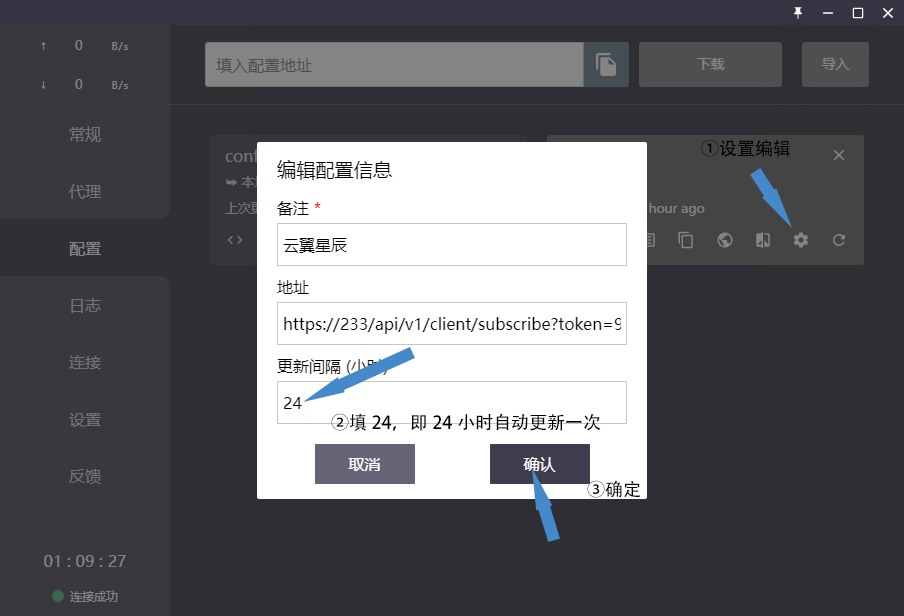 ↑ 0 B/s
↓ 0 B/s
常规
代理
配置
日志
连接
设置
反馈
01 : 09 : 27
连接成功
填入配置地址
下载
导入
conf
本
上次更
hour ago
①设置编辑
编辑配置信息
备注 *
云翼星辰
地址
https://233/api/v1/client/subscribe?token=9
更新间隔 (小时)
24
②填 24，即 24 小时自动更新一次
取消
确认
③确定